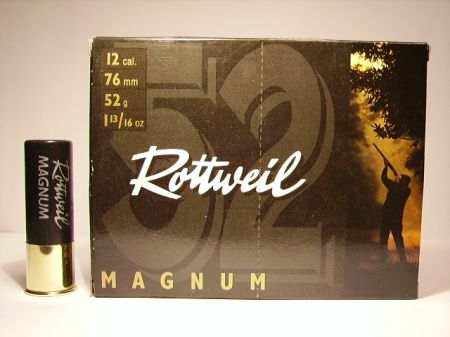 12 cal.
76 mm
52 g
1 13/16 oz
52
Rottweil
MAGNUM
Rottweil
MAGNUM